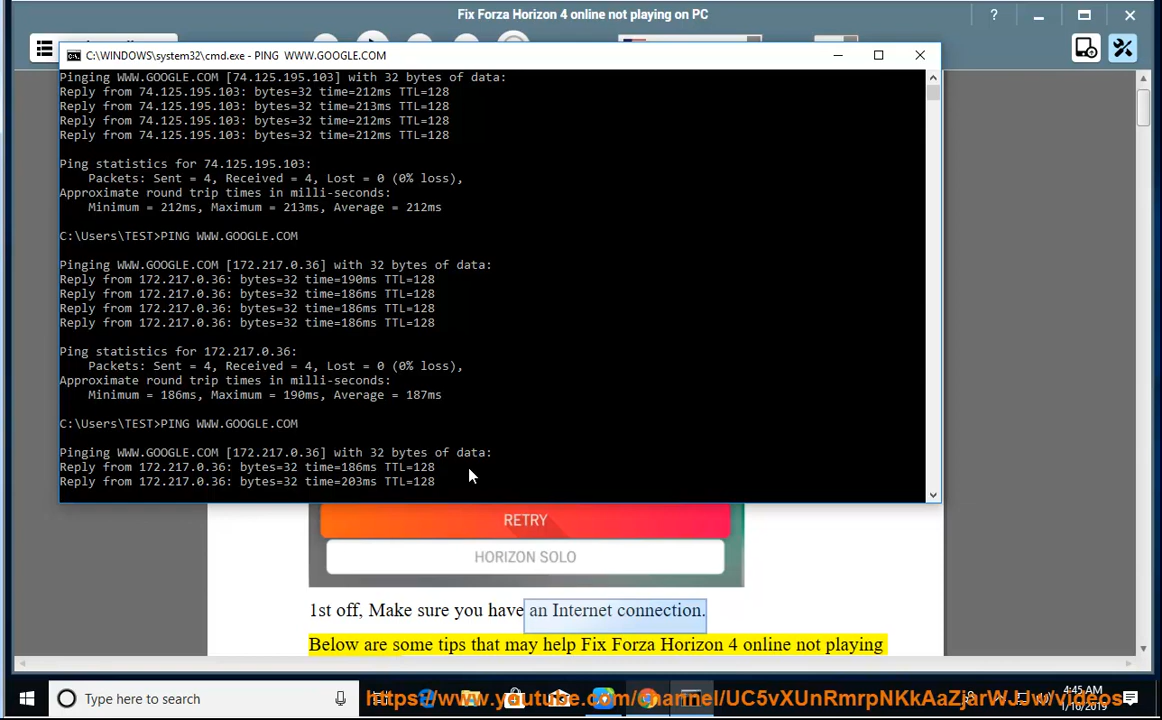 Fix Forza Horizon 4 online not playing on PC
C:\WINDOWS\system32\cmd.exe - PING  WWW.GOOGLE.COM
Pinging WWW.GOOGLE.COM [74.125.195.103] with 32 bytes of data:
Reply from 74.125.195.103: bytes=32 time=212ms TTL=128
Reply from 74.125.195.103: bytes=32 time=213ms TTL=128
Reply from 74.125.195.103: bytes=32 time=212ms TTL=128
Reply from 74.125.195.103: bytes=32 time=212ms TTL=128
Ping statistics for 74.125.195.103:
Packets: Sent = 4, Received = 4, Lost = 0 (0% loss),
Approximate round trip times in milli-seconds:
Minimum = 212ms, Maximum = 213ms, Average = 212ms
C:\Users\TEST>PING WWW.GOOGLE.COM
Pinging WWW.GOOGLE.COM [172.217.0.36] with 32 bytes of data:
Reply from 172.217.0.36: bytes=32 time=190ms TTL=128
Reply from 172.217.0.36: bytes=32 time=186ms TTL=128
Reply from 172.217.0.36: bytes=32 time=186ms TTL=128
Reply from 172.217.0.36: bytes=32 time=186ms TTL=128
Ping statistics for 172.217.0.36:
Packets: Sent = 4, Received = 4, Lost = 0 (0% loss),
Approximate round trip times in milli-seconds:
Minimum = 186ms, Maximum = 190ms, Average = 187ms
C:\Users\TEST>PING WWW.GOOGLE.COM
Pinging WWW.GOOGLE.COM [172.217.0.36] with 32 bytes of data:
Reply from 172.217.0.36: bytes=32 time=186ms TTL=128
Reply from 172.217.0.36: bytes=32 time=203ms TTL=128
RETRY
HORIZON SOLO
1st off, Make sure you have an Internet connection.
Below are some tips that may help Fix Forza Horizon 4 online not playing
Type here to search
4:45 AM
1/16/2019